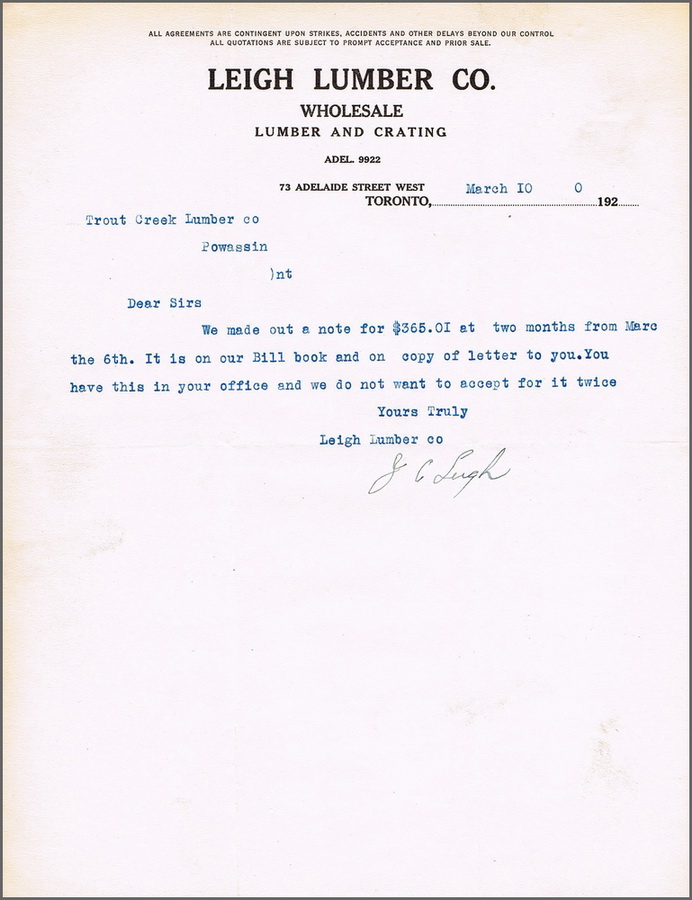 ALL AGREEMENTS ARE CONTINGENT UPON STRIKES, ACCIDENTS AND OTHER DELAYS BEYOND OUR CONTROL
ALL QUOTATIONS ARE SUBJECT TO PROMPT ACCEPTANCE AND PRIOR SALE.
LEIGH LUMBER CO.
WHOLESALE
LUMBER AND CRATING
ADEL. 9922
73 ADELAIDE STREET WEST March I0 0
TORONTO, 192
Trout Creek Lumber co
Powassin
)nt
Dear Sirs
We made out a note for $365.0I at two months from Marc
the 6th. It is on our Bill book and on copy of letter to you.You
have this in your office and we do not want to accept for it twice
Yours Truly
Leigh Lumber co
J C Leigh